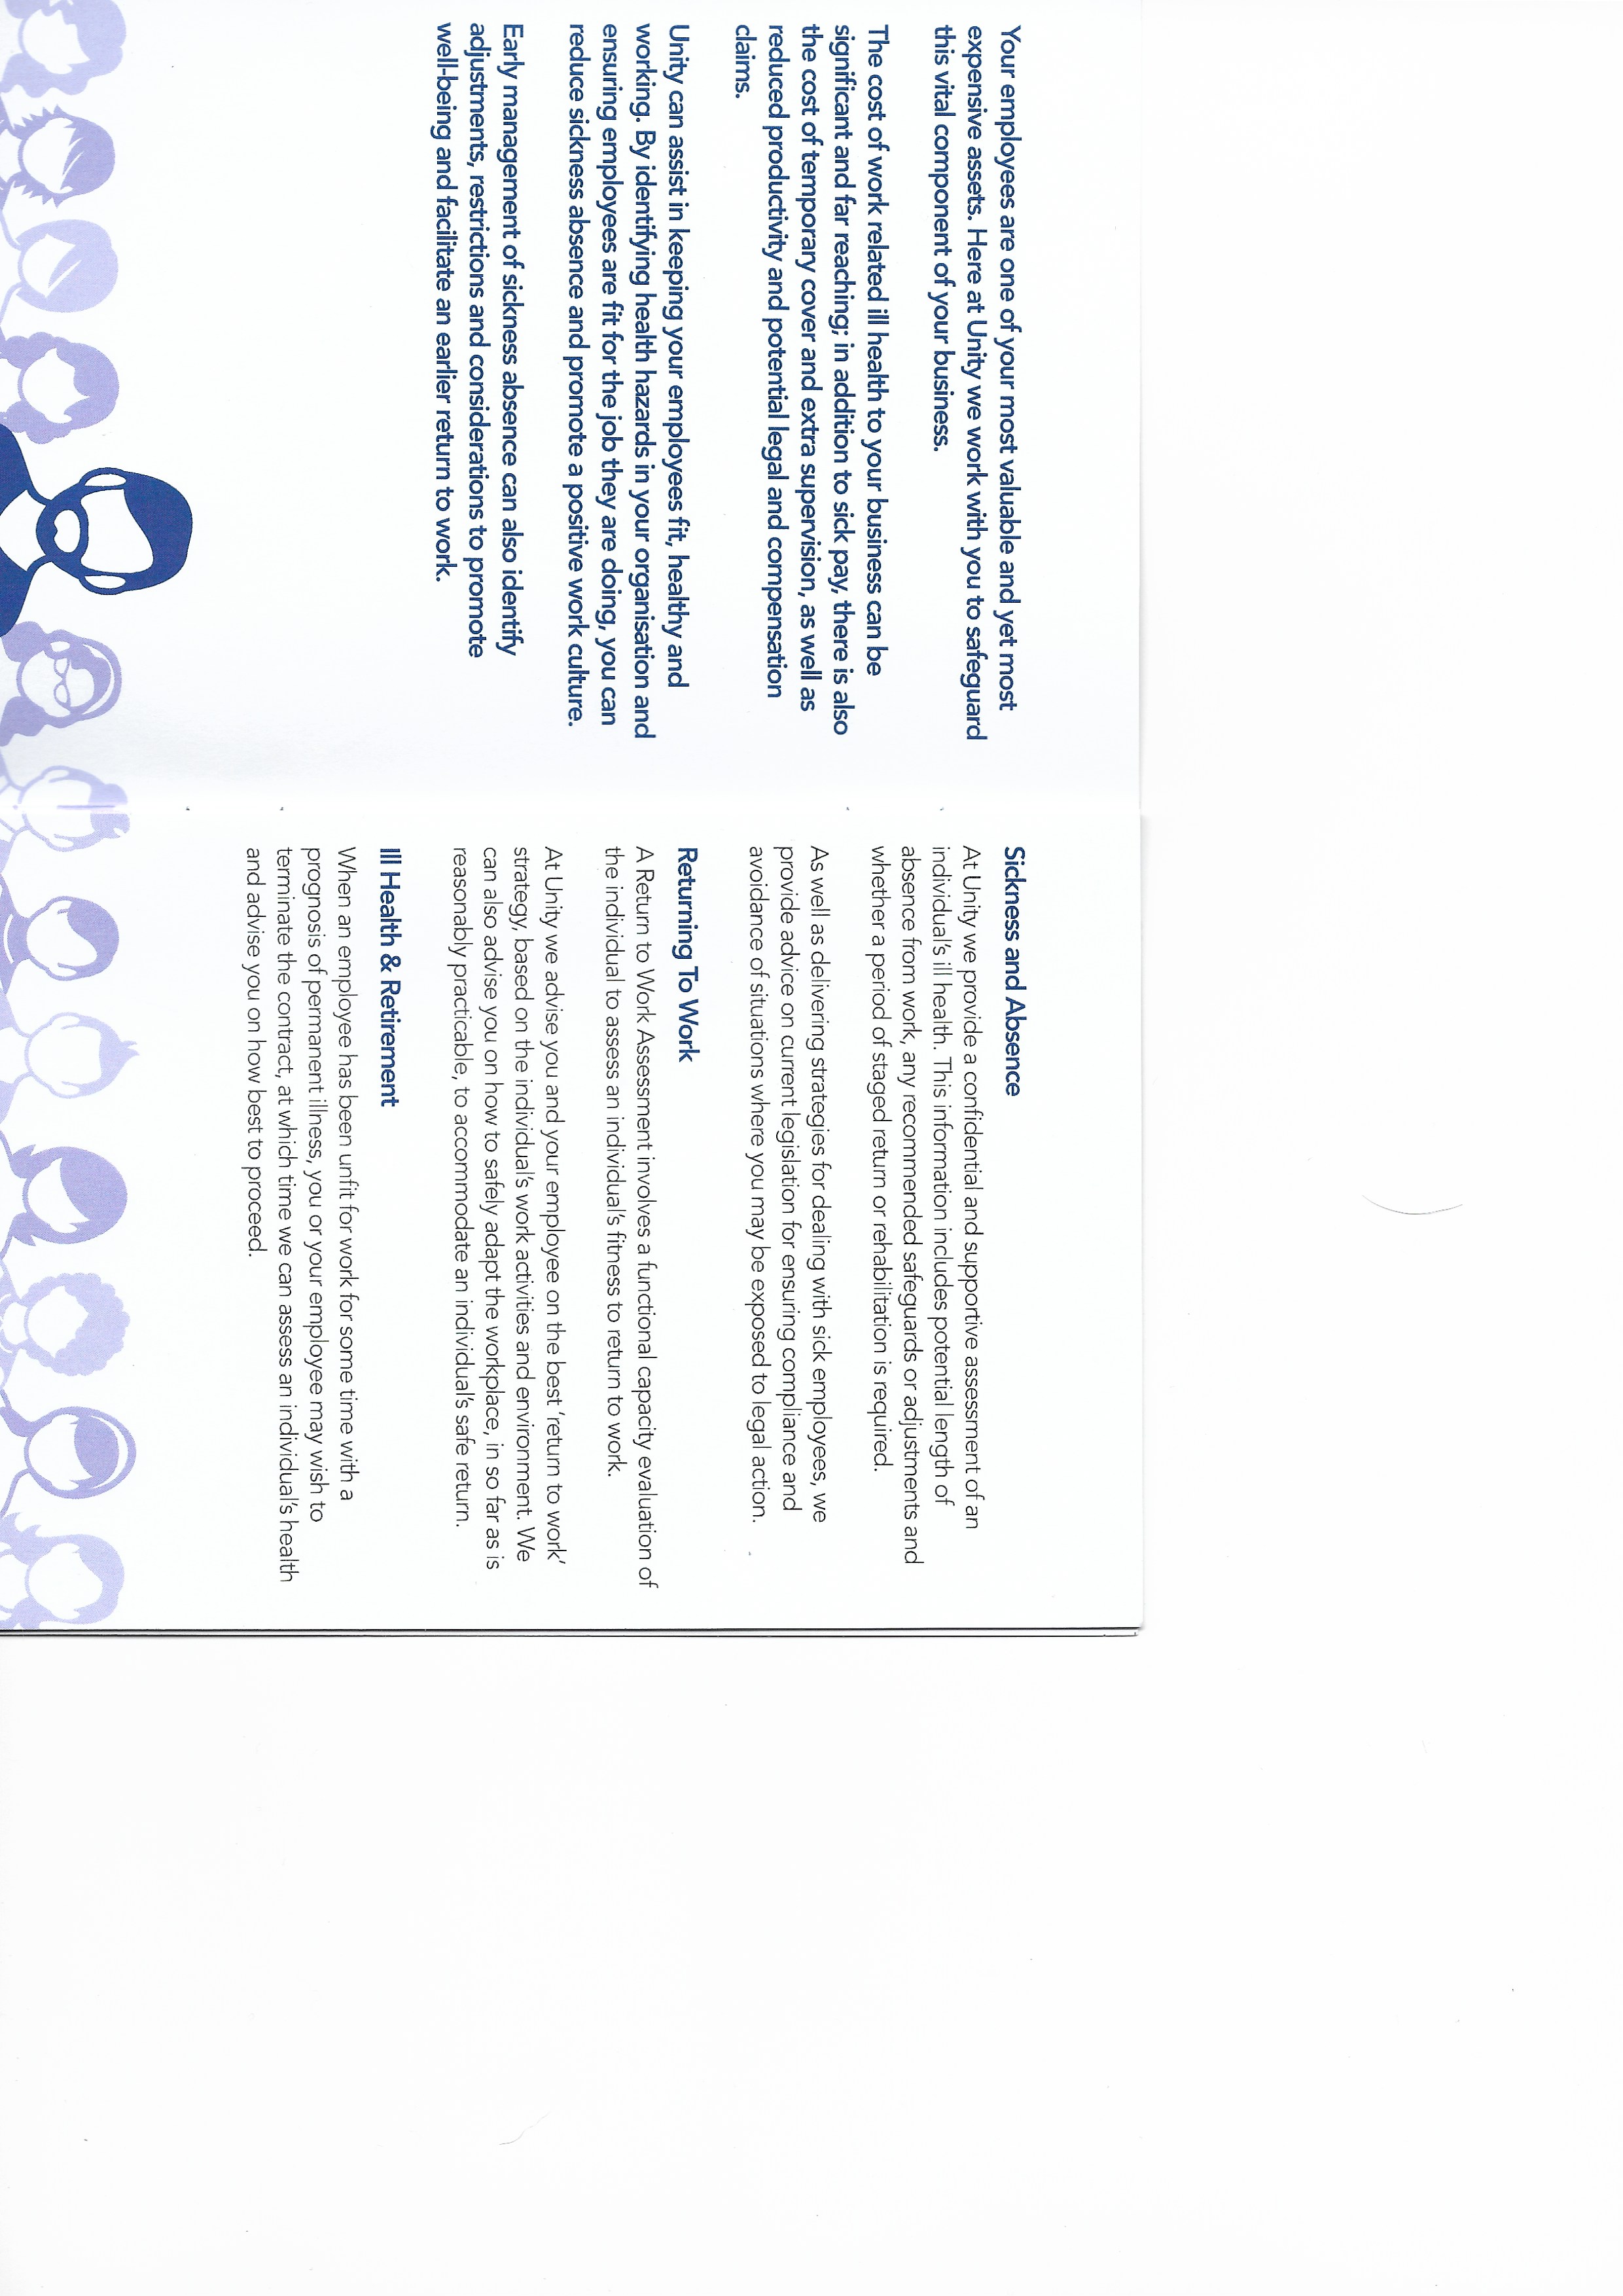 Your employees are one of your most valuable and yet most
expensive assets. Here at Unity we work with you to safeguard
this vital component of your business.
The cost of work related ill health to your business can be
significant and far reaching; in addition to sick pay, there is also
the cost of temporary cover and extra supervision, as well as
reduced productivity and potential legal and compensation
claims.
Unity can assist in keeping your employees fit, healthy and
working. By identifying health hazards in your organisation and
ensuring employees are fit for the job they are doing, you can
reduce sickness absence and promote a positive work culture.
Early management of sickness absence can also identify
adjustments, restrictions and considerations to promote
well-being and facilitate an earlier return to work.
Sickness and Absence
At Unity we provide a confidential and supportive assessment of an
individual's ill health. This information includes potential length of
absence from work, any recommended safeguards or adjustments and
whether a period of staged return or rehabilitation is required.
As well as delivering strategies for dealing with sick employees, we
provide advice on current legislation for ensuring compliance and
avoidance of situations where you may be exposed to legal action.
Returning To Work
A Return to Work Assessment involves a functional capacity evaluation of
the individual to assess an individual's fitness to return to work.
At Unity we advise you and your employee on the best 'return to work'
strategy, based on the individual's work activities and environment. We
can also advise you on how to safely adapt the workplace, in so far as is
reasonably practicable, to accommodate an individual's safe return.
Ill Health & Retirement
When an employee has been unfit for work for some time with a
prognosis of permanent illness, you or your employee may wish to
terminate the contract, at which time we can assess an individual's health
and advise you on how best to proceed.